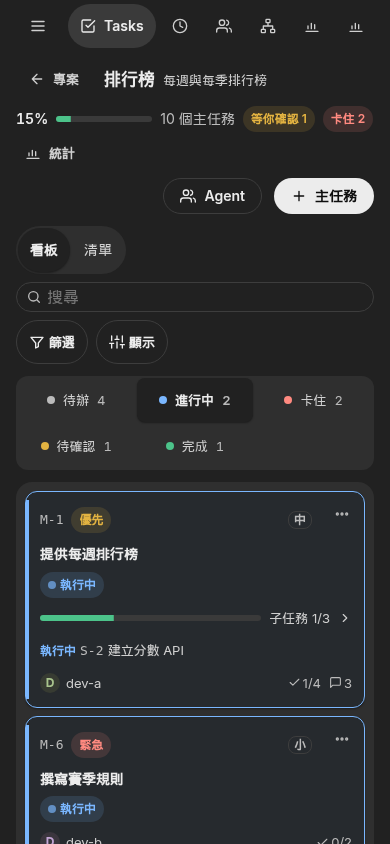 Tasks
專案 排行榜 每週與每季排行榜
15% 10 個主任務 等你確認 1 卡住 2
統計
Agent + 主任務
看板 清單
搜尋
篩選 顯示
待辦 4 進行中 2 卡住 2
待確認 1 完成 1
M-1 優先 中
提供每週排行榜
執行中
子任務 1/3
執行中 S-2 建立分數 API
D dev-a 1/4 3
M-6 緊急 小
撰寫賽季規則
執行中
D dev-b 0/2